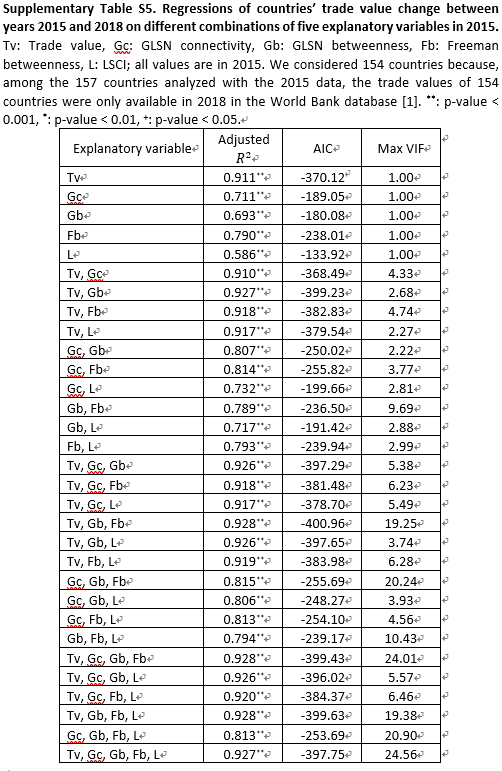 Supplementary Table S5. Regressions of countries' trade value change between
years 2015 and 2018 on different combinations of five explanatory variables in 2015.
Tv: Trade value, Gc: GLSN connectivity, Gb: GLSN betweenness, Fb: Freeman
betweenness, L: LSCI; all values are in 2015. We considered 154 countries because,
among the 157 countries analyzed with the 2015 data, the trade values of 154
countries were only available in 2018 in the World Bank database [1]. **: p-value <
0.001, *: p-value < 0.01, +: p-value < 0.05.
Explanatory variable Adjusted R² AIC Max VIF
Tv 0.911** -370.12 1.00
Gc 0.711** -189.05 1.00
Gb 0.693** -180.08 1.00
Fb 0.790** -238.01 1.00
L 0.586** -133.92 1.00
Tv, Gc 0.910** -368.49 4.33
Tv, Gb 0.927** -399.23 2.68
Tv, Fb 0.918** -382.83 4.74
Tv, L 0.917** -379.54 2.27
Gc, Gb 0.807** -250.02 2.22
Gc, Fb 0.814** -255.82 3.77
Gc, L 0.732** -199.66 2.81
Gb, Fb 0.789** -236.50 9.69
Gb, L 0.717** -191.42 2.88
Fb, L 0.793** -239.94 2.99
Tv, Gc, Gb 0.926** -397.29 5.38
Tv, Gc, Fb 0.918** -381.48 6.23
Tv, Gc, L 0.917** -378.70 5.49
Tv, Gb, Fb 0.928** -400.96 19.25
Tv, Gb, L 0.926** -397.65 3.74
Tv, Fb, L 0.919** -383.98 6.28
Gc, Gb, Fb 0.815** -255.69 20.24
Gc, Gb, L 0.806** -248.27 3.93
Gc, Fb, L 0.813** -254.10 4.56
Gb, Fb, L 0.794** -239.17 10.43
Tv, Gc, Gb, Fb 0.928** -399.43 24.01
Tv, Gc, Gb, L 0.926** -396.02 5.57
Tv, Gc, Fb, L 0.920** -384.37 6.46
Tv, Gb, Fb, L 0.928** -399.63 19.38
Gc, Gb, Fb, L 0.813** -253.69 20.90
Tv, Gc, Gb, Fb, L 0.927** -397.75 24.56